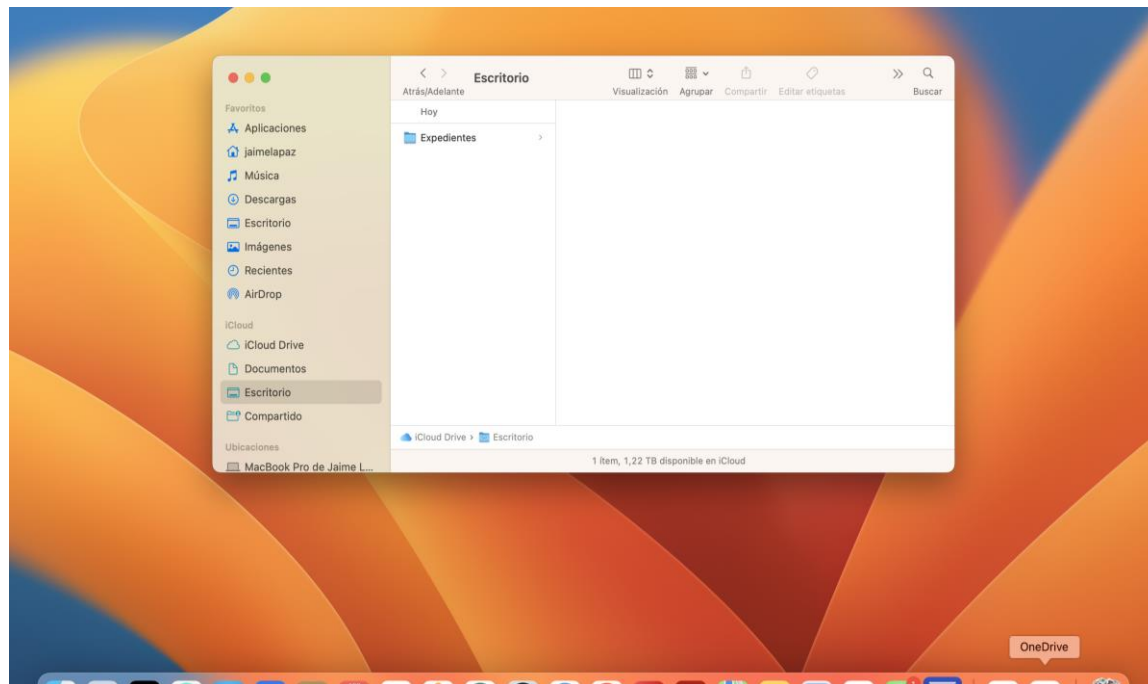 Escritorio
Atrás/Adelante
Visualización
Agrupar
Compartir
Editar etiquetas
Buscar
Favoritos
Aplicaciones
jaimelapaz
Música
Descargas
Escritorio
Imágenes
Recientes
AirDrop
iCloud
iCloud Drive
Documentos
Escritorio
Compartido
Ubicaciones
MacBook Pro de Jaime L...
Hoy
Expedientes
iCloud Drive › Escritorio
1 ítem, 1,22 TB disponible en iCloud
OneDrive